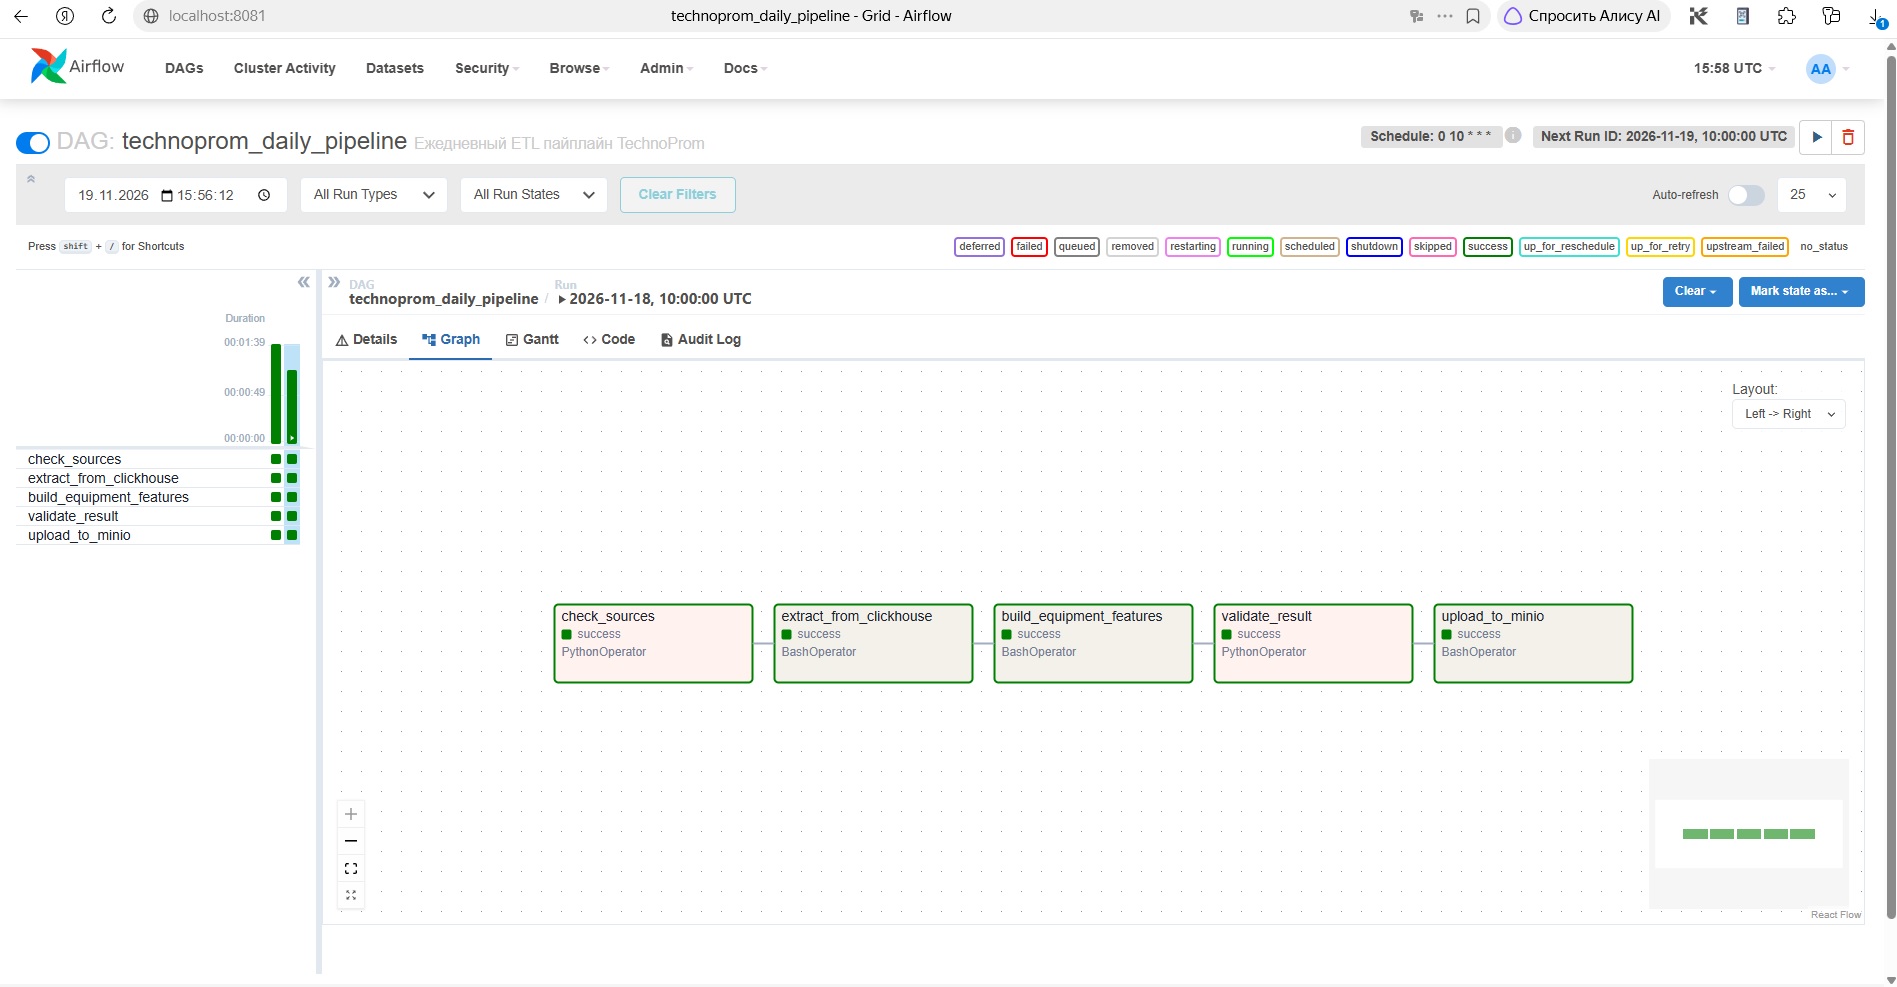 localhost:8081
technoprom_daily_pipeline - Grid - Airflow
Спросить Алису AI
1
Airflow
DAGs
Cluster Activity
Datasets
Security
Browse
Admin
Docs
15:58 UTC
AA
DAG: technoprom_daily_pipeline Ежедневный ETL пайплайн TechnoProm
Schedule: 0 10 * * *
i
Next Run ID: 2026-11-19, 10:00:00 UTC
19.11.2026 15:56:12
All Run Types
All Run States
Clear Filters
Auto-refresh
25
Press shift + / for Shortcuts
deferred
failed
queued
removed
restarting
running
scheduled
shutdown
skipped
success
up_for_reschedule
up_for_retry
upstream_failed
no_status
Duration
00:01:39
00:00:49
00:00:00
check_sources
extract_from_clickhouse
build_equipment_features
validate_result
upload_to_minio
DAG
technoprom_daily_pipeline
/
Run
2026-11-18, 10:00:00 UTC
Clear
Mark state as...
Details
Graph
Gantt
Code
Audit Log
Layout:
Left -> Right
check_sources
success
PythonOperator
extract_from_clickhouse
success
BashOperator
build_equipment_features
success
BashOperator
validate_result
success
PythonOperator
upload_to_minio
success
BashOperator
React Flow